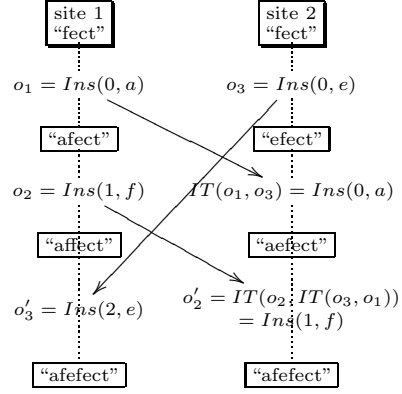 site 1
"fect"
site 2
"fect"
o₁ = Ins(0, a)
o₃ = Ins(0, e)
"afect"
"efect"
o₂ = Ins(1, f)
IT(o₁, o₃) = Ins(0, a)
"affect"
"aefect"
o′₃ = Ins(2, e)
o′₂ = IT(o₂, IT(o₃, o₁))
= Ins(1, f)
"afefect"
"afefect"